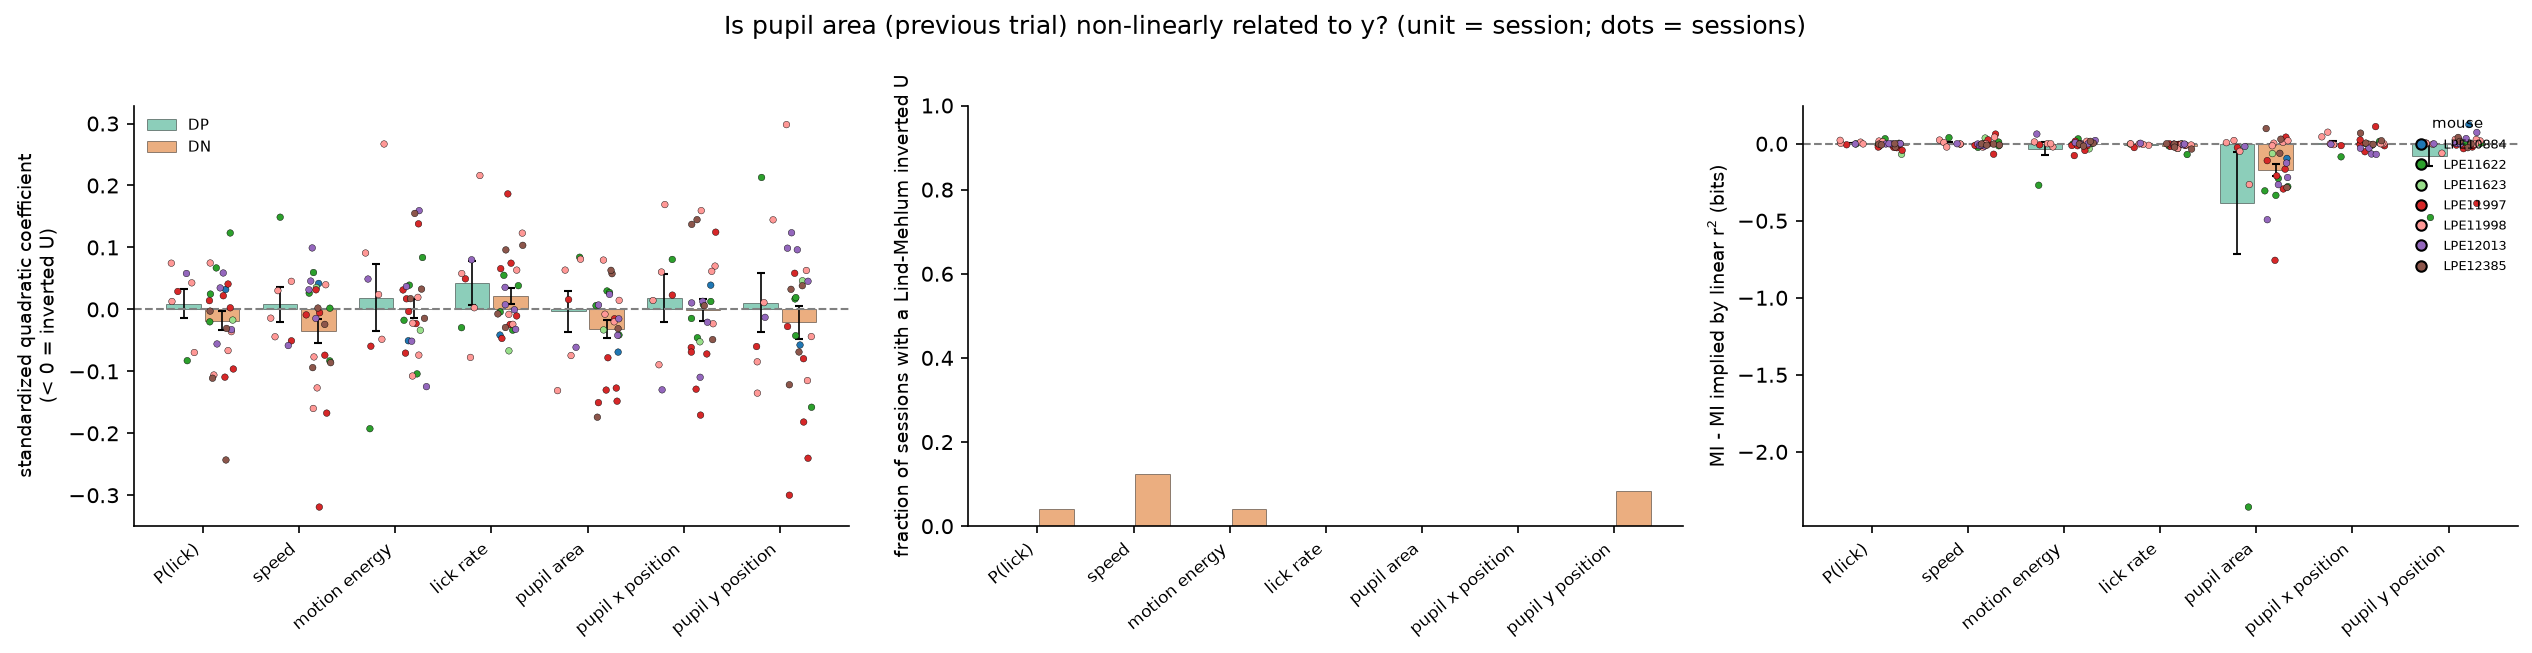 Is pupil area (previous trial) non-linearly related to y? (unit = session; dots = sessions)
standardized quadratic coefficient
(< 0 = inverted U)
0.3
0.2
0.1
0.0
−0.1
−0.2
−0.3
DP
DN
P(lick)
speed
motion energy
lick rate
pupil area
pupil x position
pupil y position
fraction of sessions with a Lind-Mehlum inverted U
1.0
0.8
0.6
0.4
0.2
0.0
P(lick)
speed
motion energy
lick rate
pupil area
pupil x position
pupil y position
MI - MI implied by linear r² (bits)
0.0
−0.5
−1.0
−1.5
−2.0
mouse
LPE10884
LPE11622
LPE11623
LPE11997
LPE11998
LPE12013
LPE12385
P(lick)
speed
motion energy
lick rate
pupil area
pupil x position
pupil y position